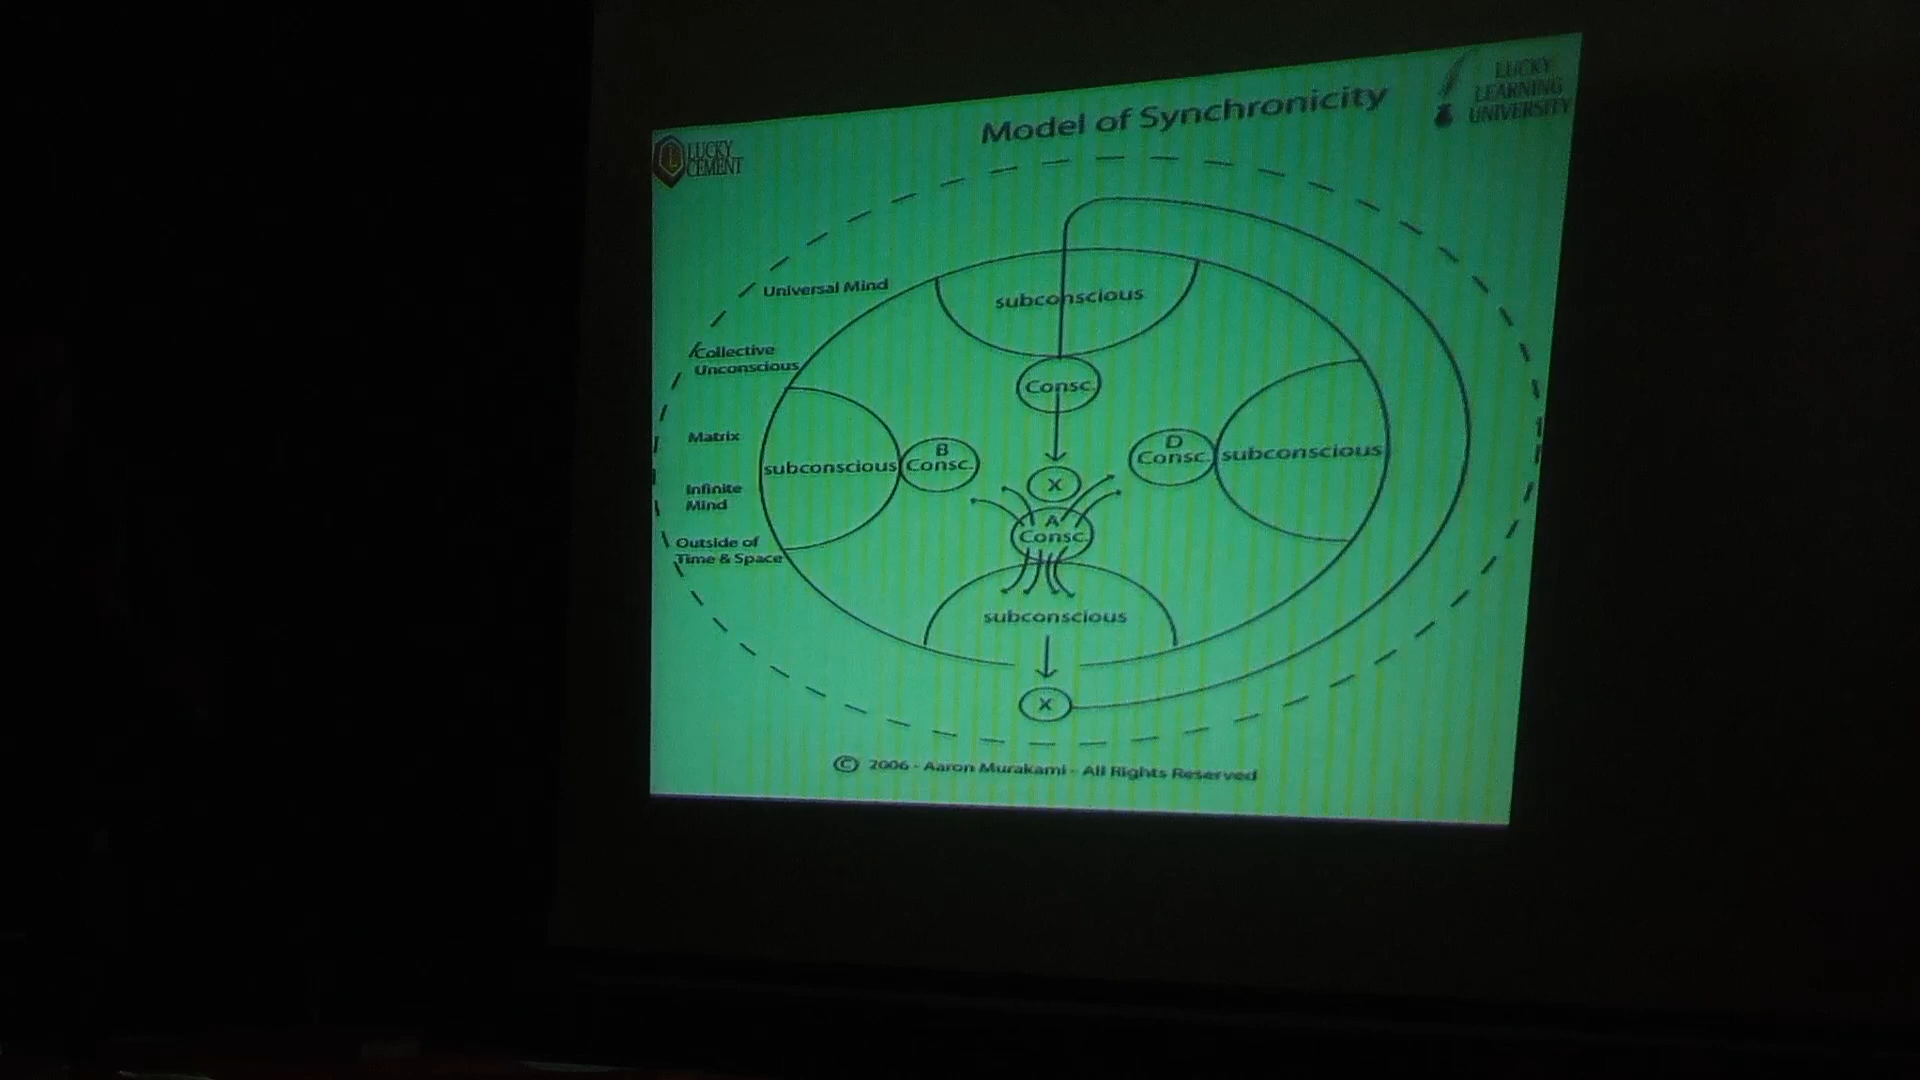 Model of Synchronicity
LUCKY
LEARNING
UNIVERSITY
LUCKY
CEMENT
Universal Mind
subconscious
Collective
Unconscious
Consc.
Matrix
subconscious
B
Consc.
D
Consc.
subconscious
X
Infinite
Mind
A
Consc.
Outside of
Time & Space
subconscious
X
© 2006 - Aaron Murakami - All Rights Reserved